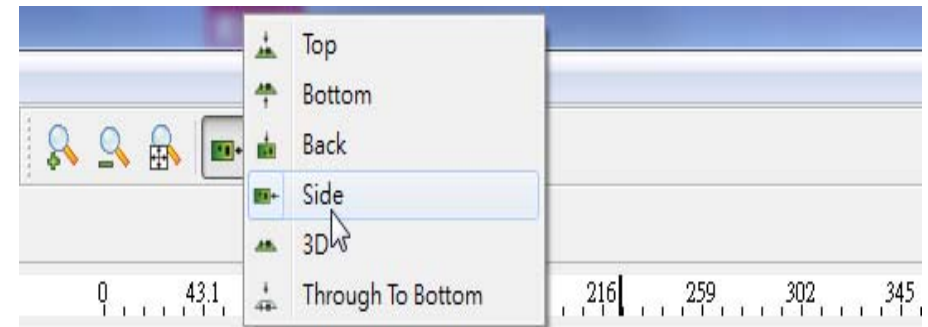 Top
Bottom
Back
Side
3D
Through To Bottom
0 43.1 216 259 302 345